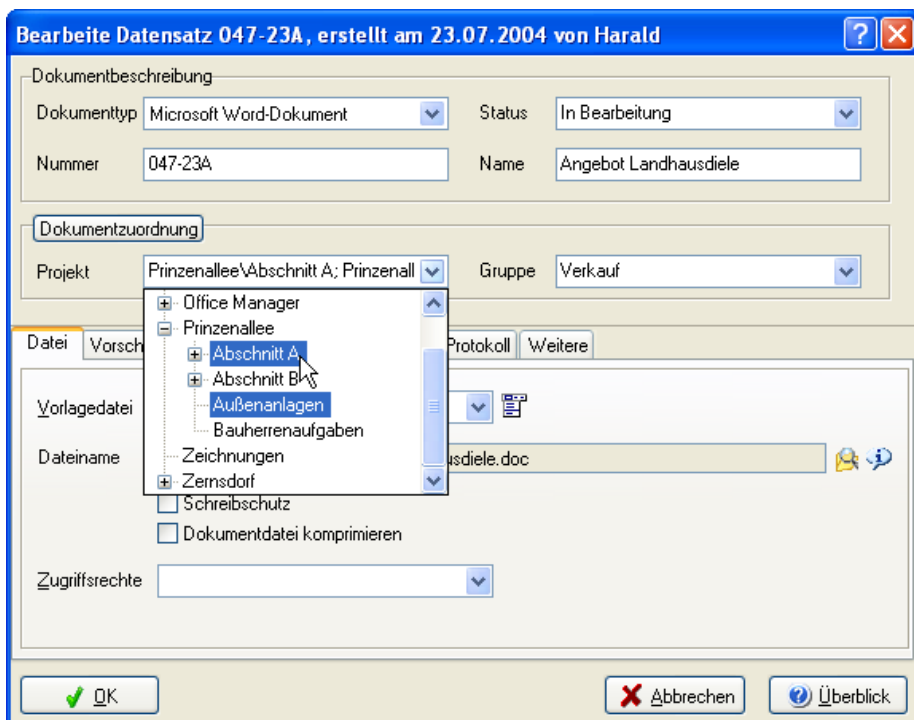 Bearbeite Datensatz 047-23A, erstellt am 23.07.2004 von Harald
Dokumentbeschreibung
Dokumenttyp Microsoft Word-Dokument Status In Bearbeitung
Nummer 047-23A Name Angebot Landhausdiele
Dokumentzuordnung
Projekt Prinzenallee\Abschnitt A; Prinzenall Gruppe Verkauf
Office Manager
Prinzenallee
Abschnitt A
Abschnitt B
Außenanlagen
Bauherrenaufgaben
Zeichnungen
Zernsdorf
Datei Vorsch Protokoll Weitere
Vorlagedatei
Dateiname usdiele.doc
Schreibschutz
Dokumentdatei komprimieren
Zugriffsrechte
OK Abbrechen Überblick